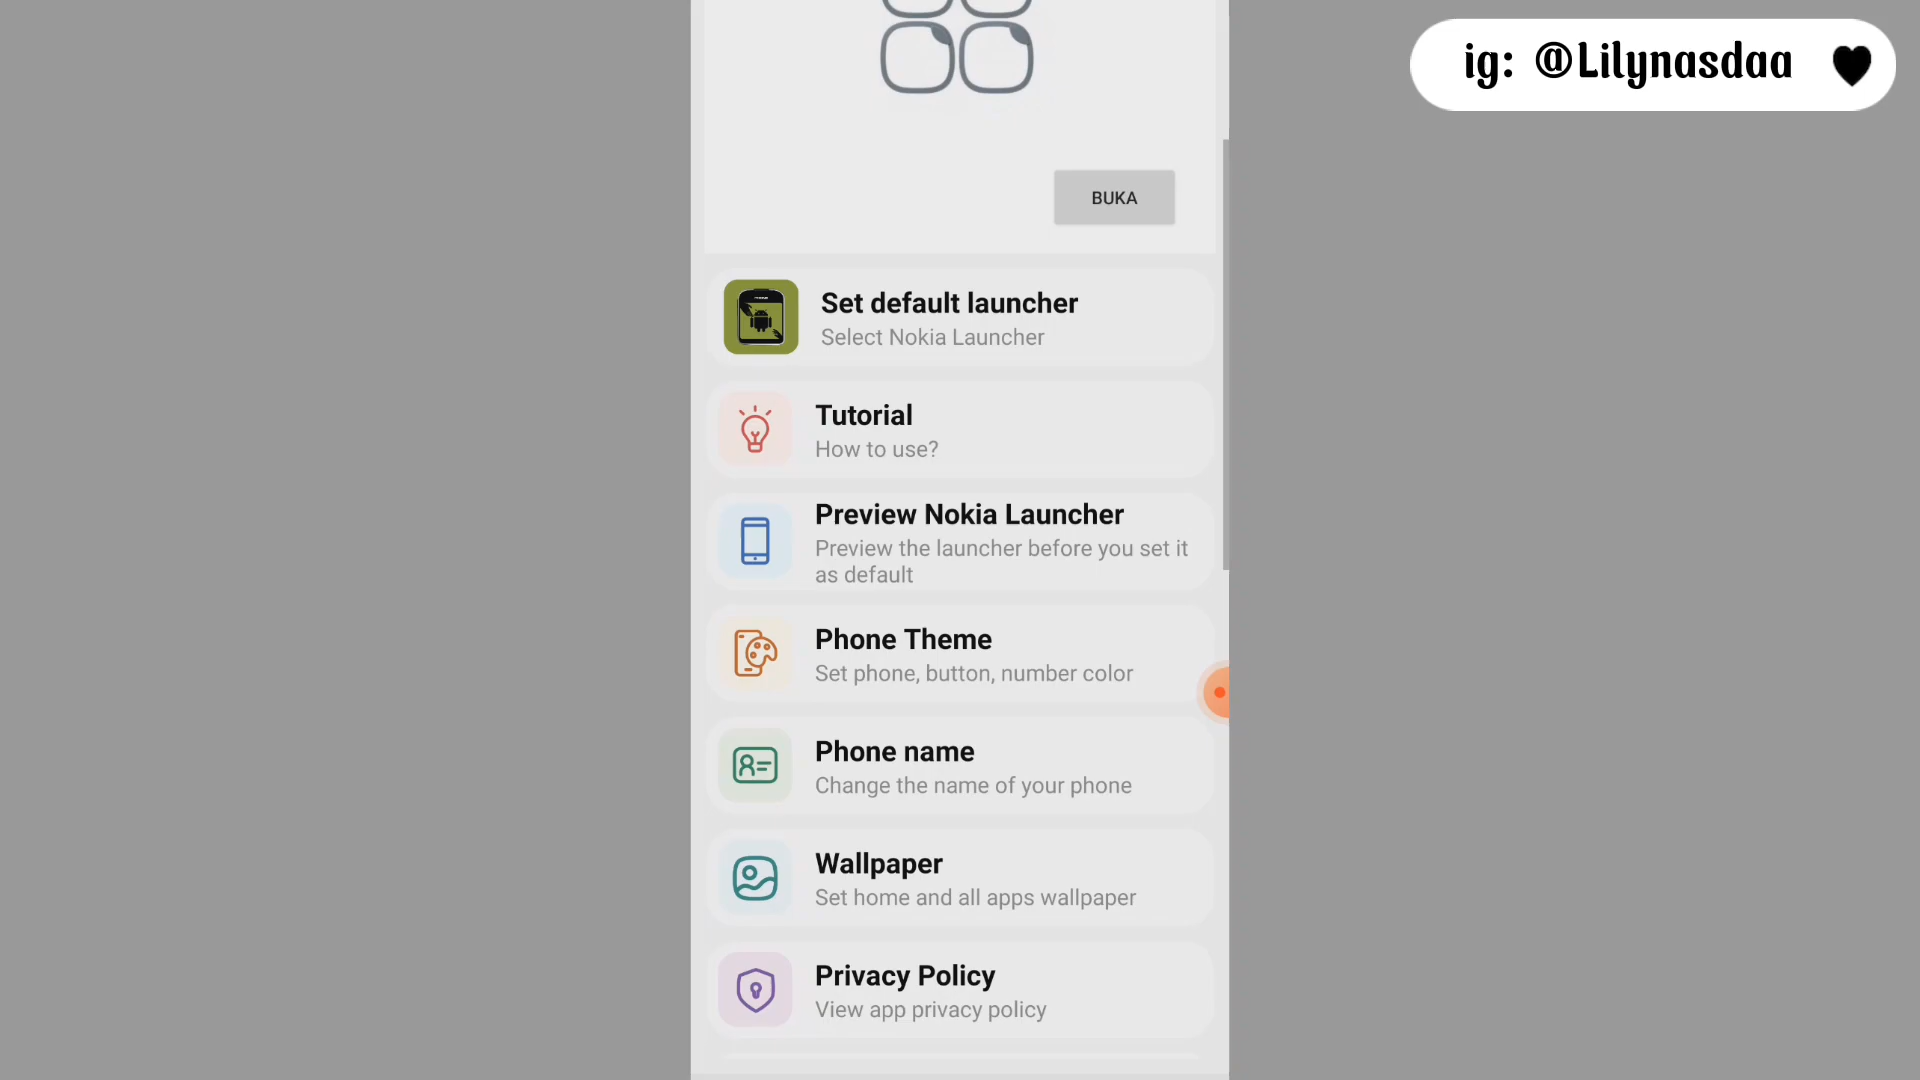 ig: @Lilynasdaa
BUKA
Set default launcher
Select Nokia Launcher
Tutorial
How to use?
Preview Nokia Launcher
Preview the launcher before you set it
as default
Phone Theme
Set phone, button, number color
Phone name
Change the name of your phone
Wallpaper
Set home and all apps wallpaper
Privacy Policy
View app privacy policy